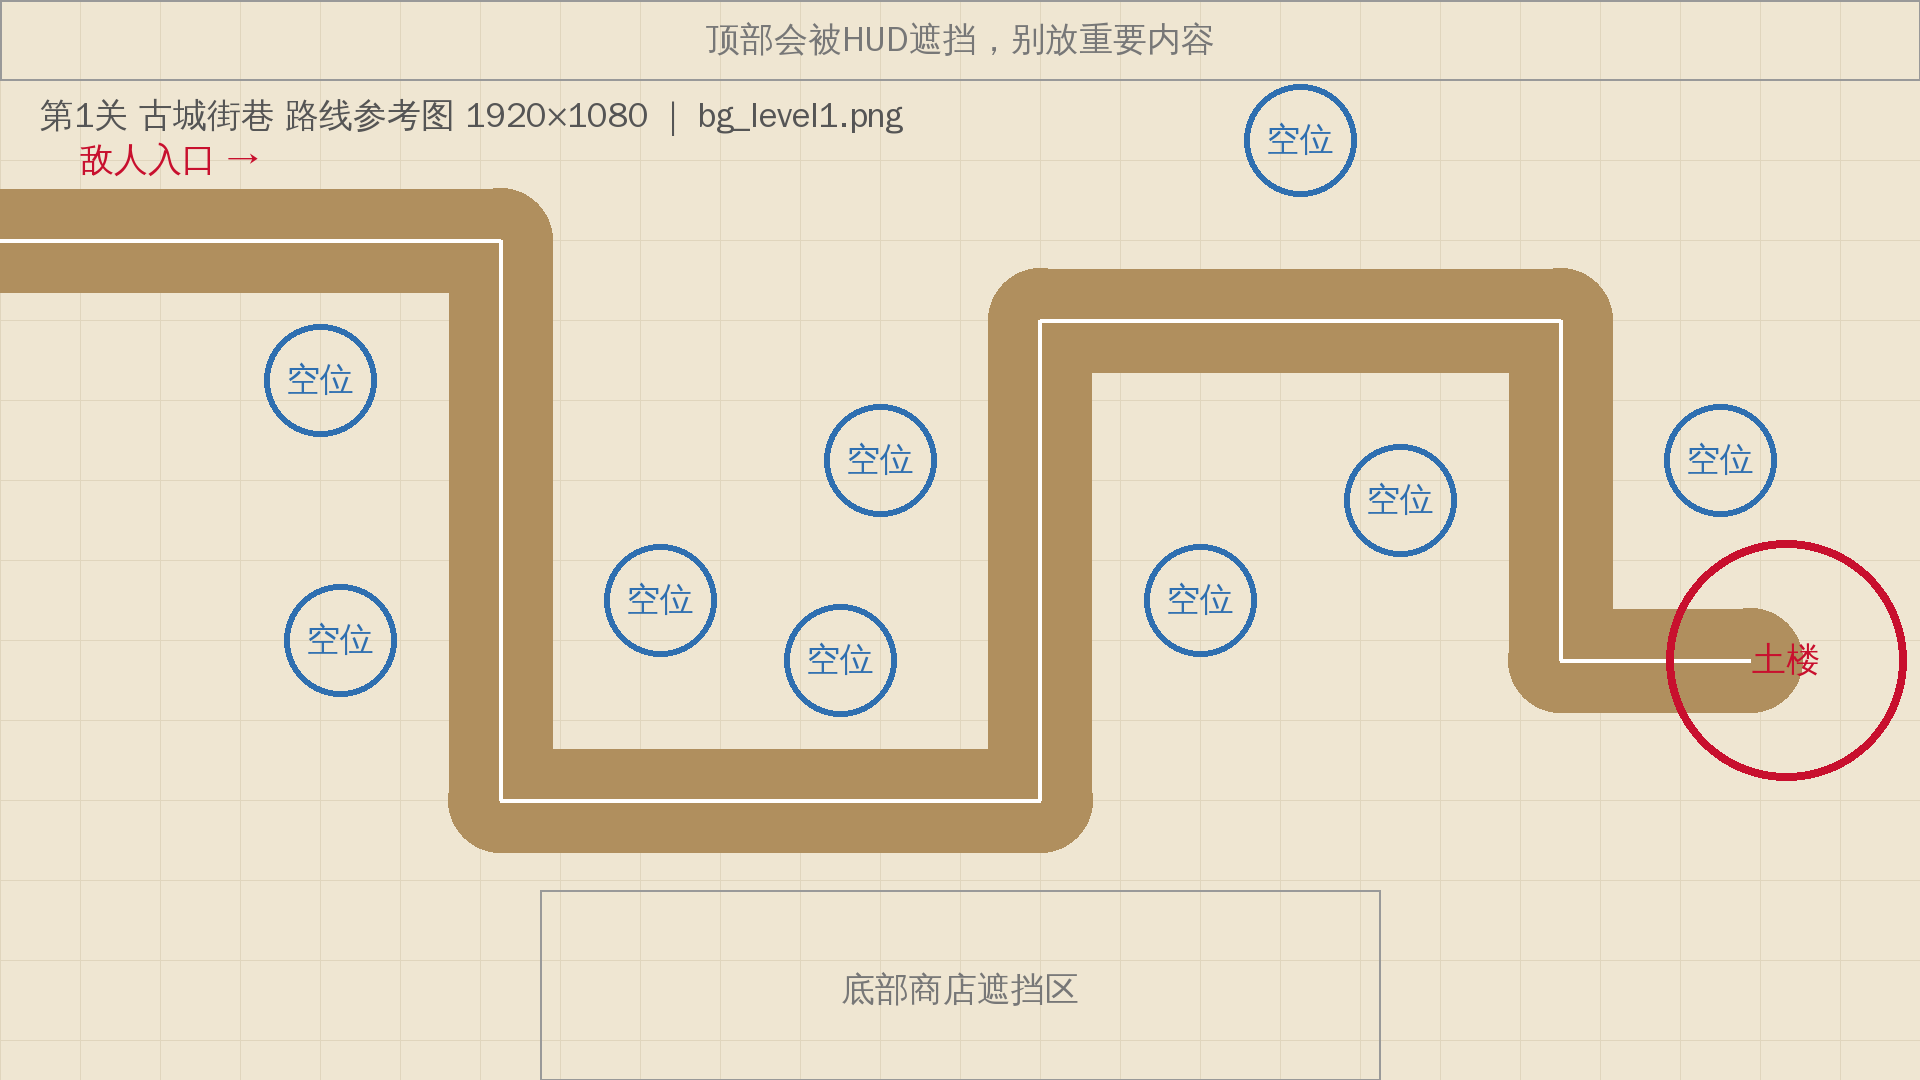 顶部会被HUD遮挡，别放重要内容
第1关 古城街巷 路线参考图 1920×1080 ｜ bg_level1.png
敌人入口 →
空位
空位
空位
空位
空位
空位
空位
空位
空位
土楼
底部商店遮挡区